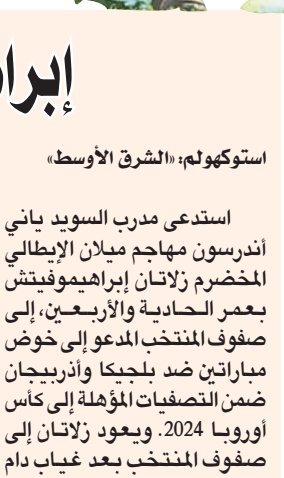 استوكهولم: «الشرق الأوسط»
استدعى مدرب السويد ياني
أندرسون مهاجم ميلان الإيطالي
المخضرم زلاتان إبراهيموفيتش
بعمر الحادية والأربعين، إلى
صفوف المنتخب المدعو إلى خوض
مباراتين ضد بلجيكا وأذربيجان
ضمن التصفيات المؤهلة إلى كأس
أوروبا 2024. ويعود زلاتان إلى
صفوف المنتخب بعد غياب دام